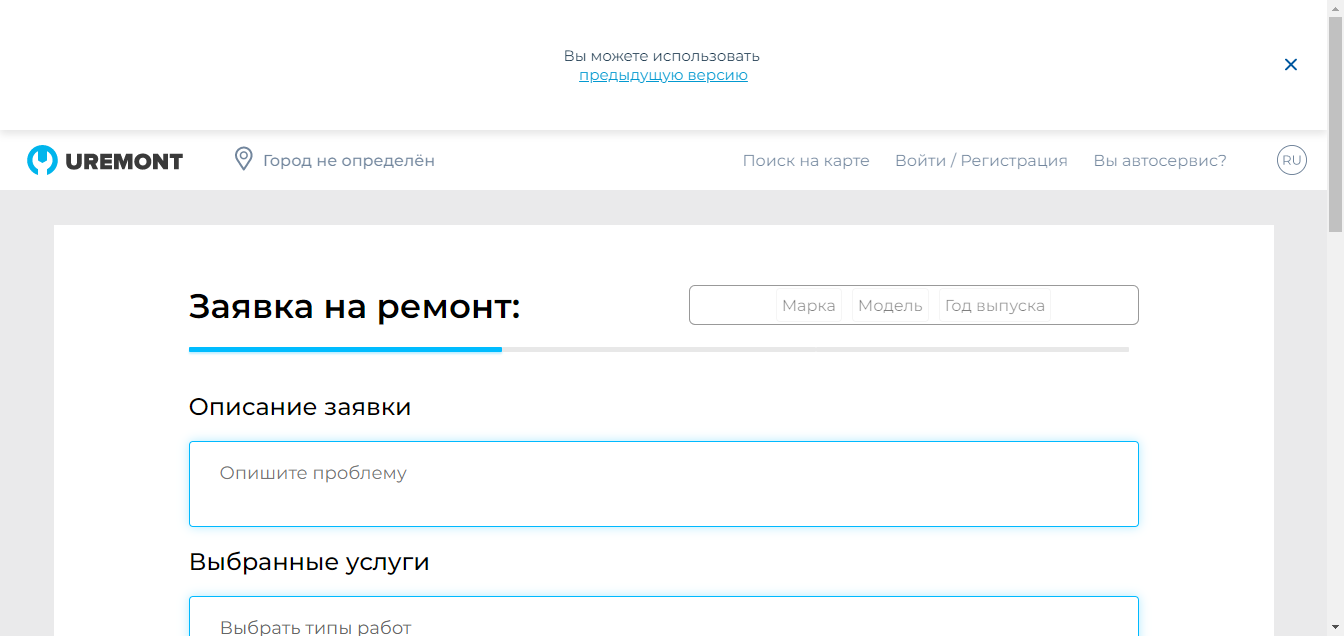 Вы можете использовать
предыдущую версию
UREMONT
Город не определён
Поиск на карте
Войти / Регистрация
Вы автосервис?
RU
Заявка на ремонт:
Марка Модель Год выпуска
Описание заявки
Опишите проблему
Выбранные услуги
Выбрать типы работ